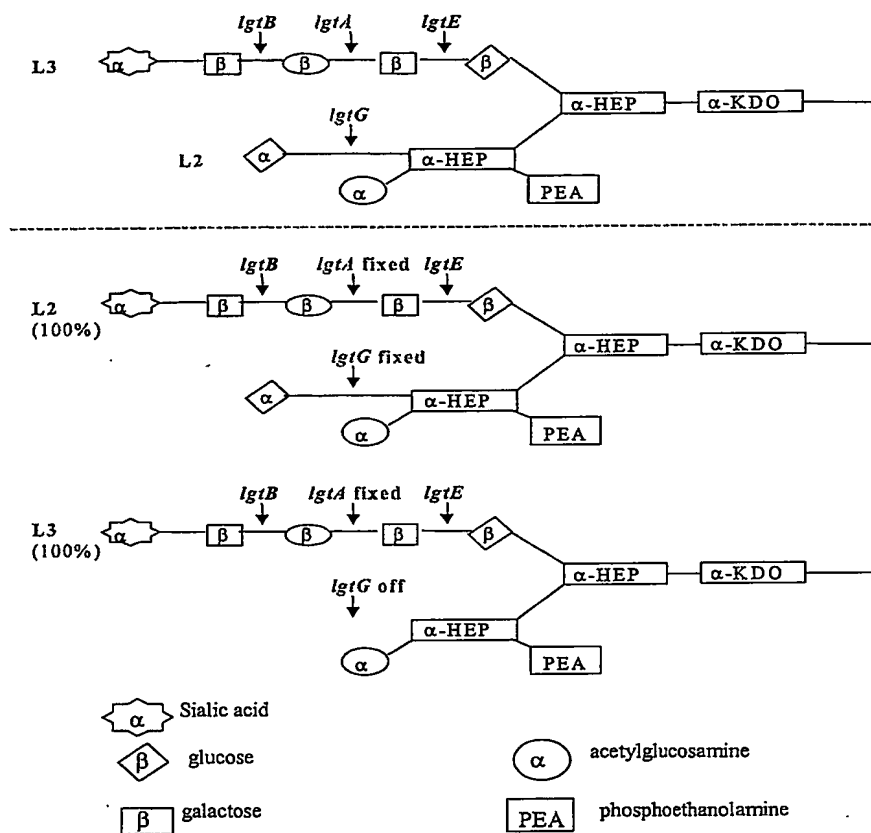 lgtB lgtA lgtE
L3 α β β β β
α-HEP α-KDO
lgtG
L2 α α-HEP
α PEA
lgtB lgtA fixed lgtE
L2 α β β β β
(100%)
α-HEP α-KDO
lgtG fixed
α α-HEP
α PEA
lgtB lgtA fixed lgtE
L3 α β β β β
(100%)
α-HEP α-KDO
lgtG off
α-HEP
α PEA
α Sialic acid
β glucose
α acetylglucosamine
β galactose
PEA phosphoethanolamine